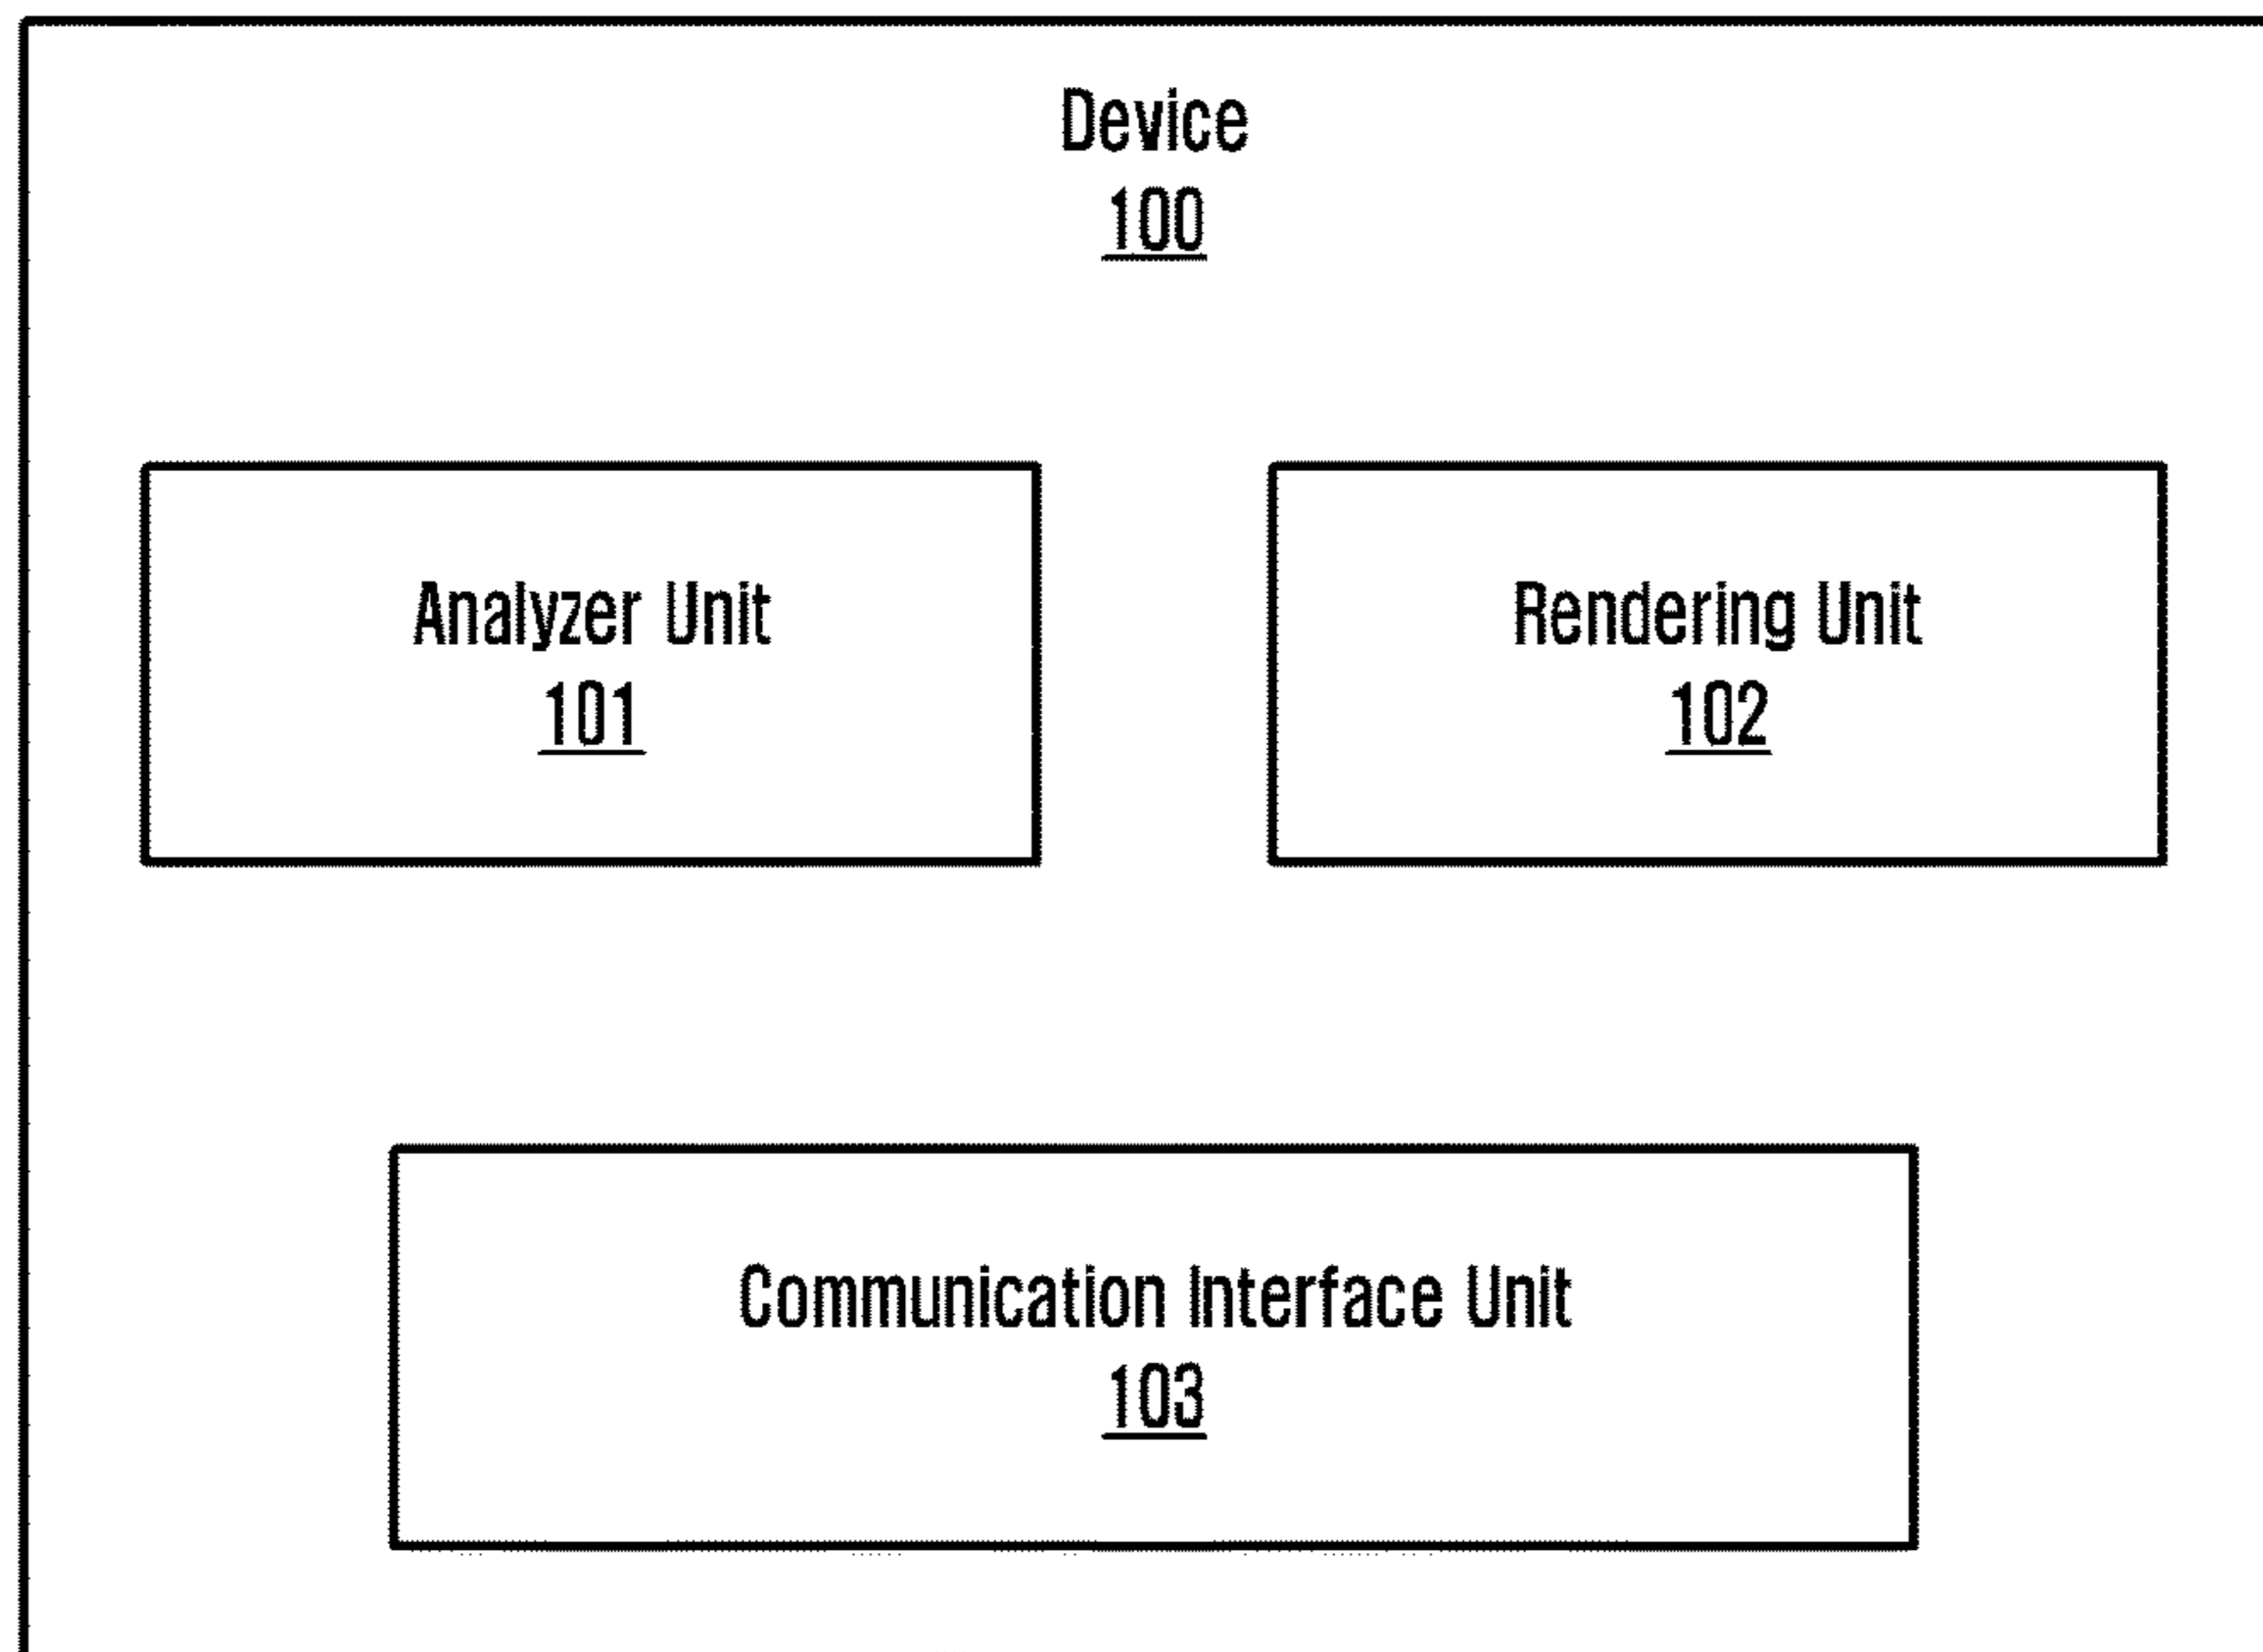 Device
100
Analyzer Unit
101
Rendering Unit
102
Communication Interface Unit
103